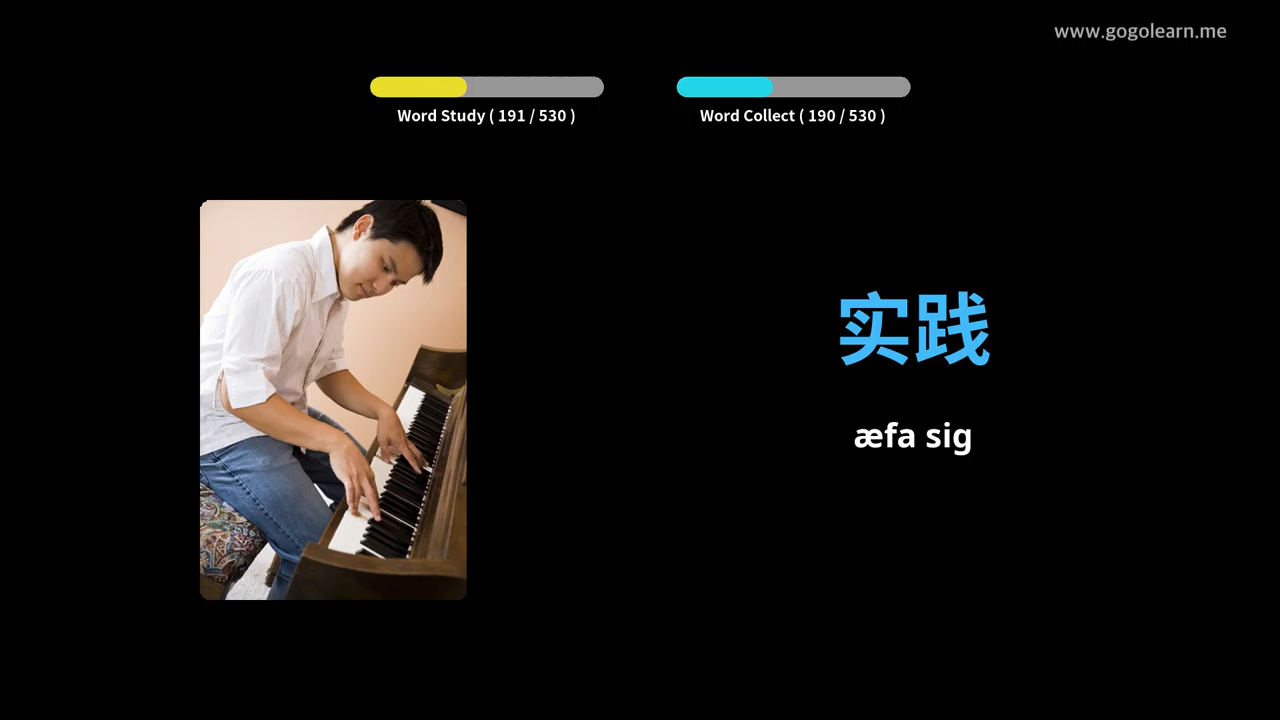 www.gogolearn.me
Word Study ( 191 / 530 )
Word Collect ( 190 / 530 )
实践
æfa sig